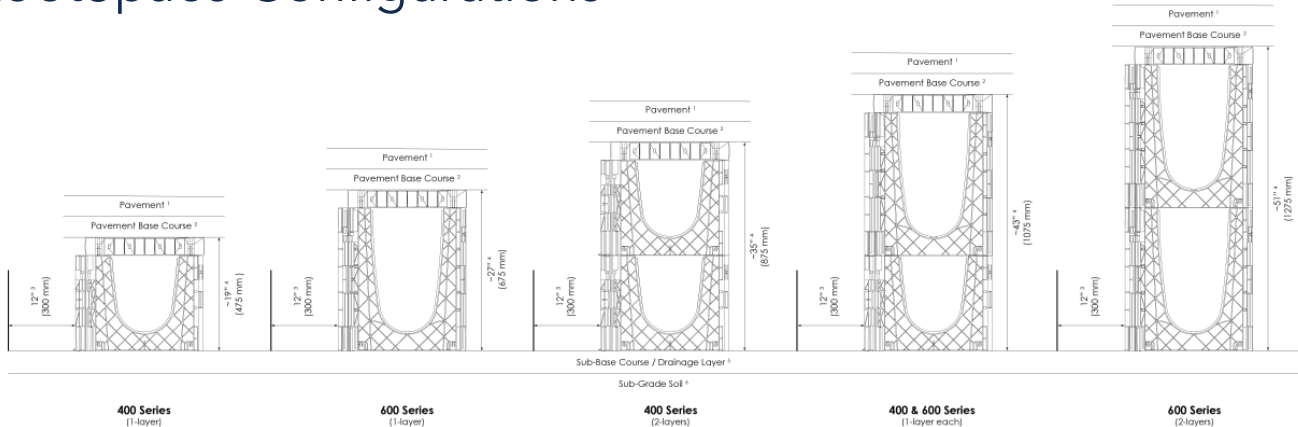 Configurations
Pavement ¹
Pavement Base Course ²
12" ³
(300 mm)
~19" ⁴
(475 mm )
400 Series
(1-layer)
Pavement ¹
Pavement Base Course ²
12" ³
(300 mm)
~27" ⁴
(675 mm)
600 Series
(1-layer)
Pavement ¹
Pavement Base Course ²
12" ³
(300 mm)
~35" ⁴
(875 mm)
400 Series
(2-layers)
Pavement ¹
Pavement Base Course ²
12" ³
(300 mm)
~43" ⁴
(1075 mm)
400 & 600 Series
(1-layer each)
Pavement ¹
Pavement Base Course ²
12" ³
(300 mm)
~51" ⁴
(1275 mm)
600 Series
(2-layers)
Sub-Base Course / Drainage Layer ⁵
Sub-Grade Soil ⁶